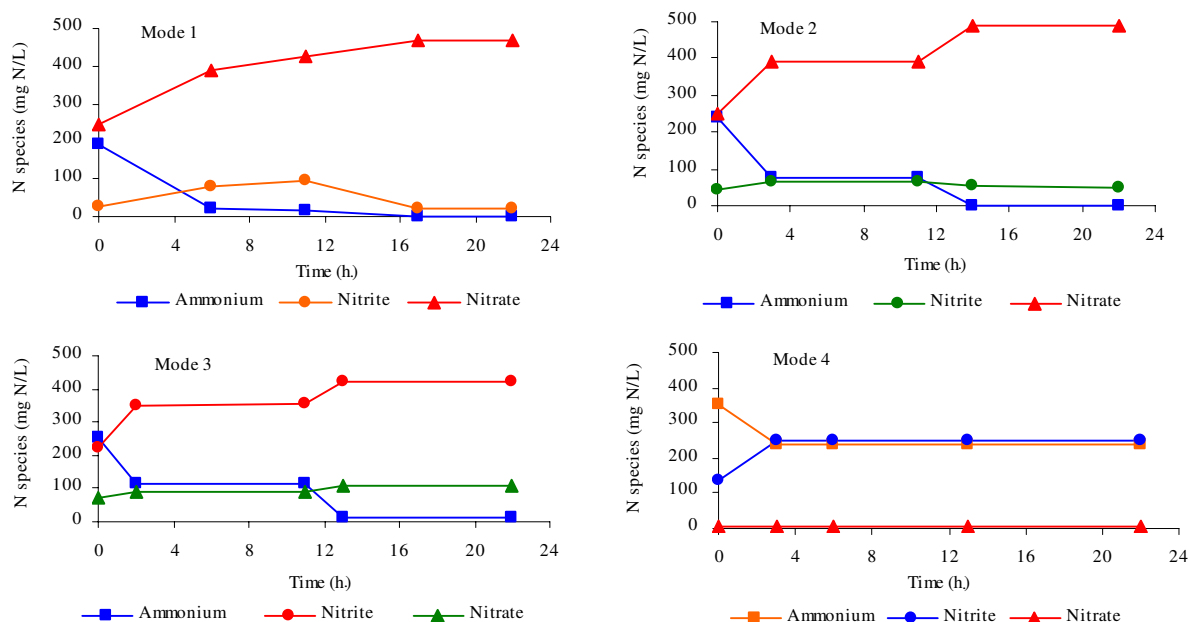 Mode 1
N species (mg N/L)
500
400
300
200
100
0
0 4 8 12 16 20 24
Time (h.)
Ammonium Nitrite Nitrate
Mode 2
N species (mg N/L)
500
400
300
200
100
0
0 4 8 12 16 20 24
Time (h.)
Ammonium Nitrite Nitrate
Mode 3
N species (mg N/L)
500
400
300
200
100
0
0 4 8 12 16 20 24
Time (h.)
Ammonium Nitrite Nitrate
Mode 4
N species (mg N/L)
500
400
300
200
100
0
0 4 8 12 16 20 24
Time (h.)
Ammonium Nitrite Nitrate